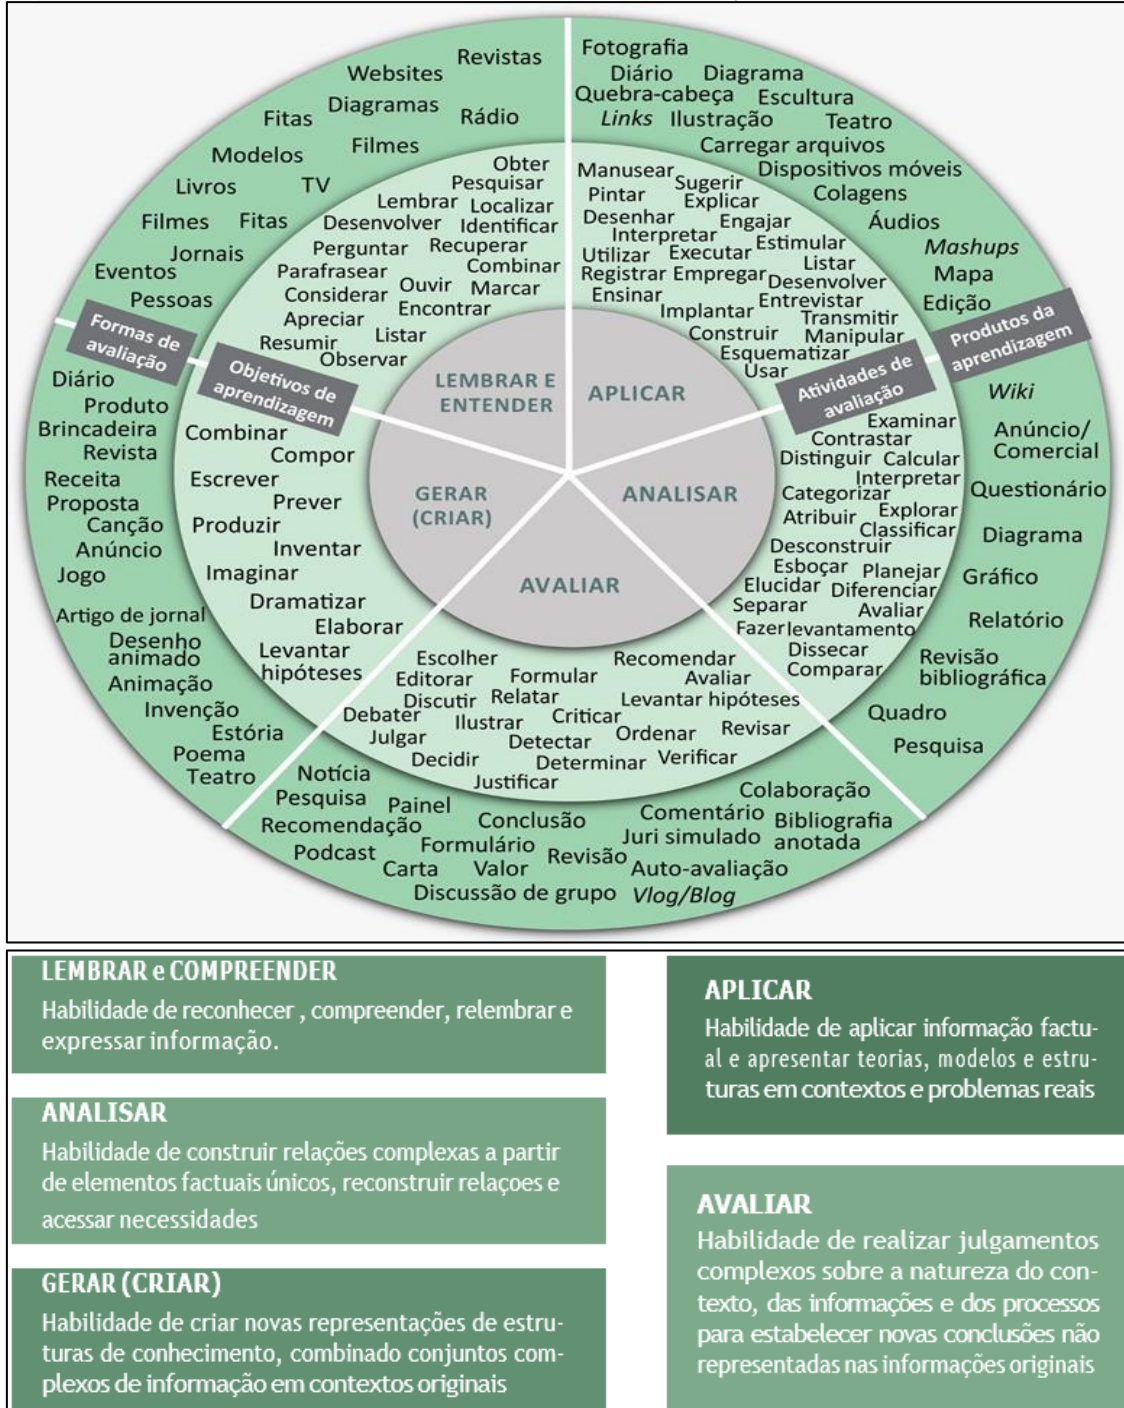 Revistas
Websites
Diagramas
Fitas
Rádio
Filmes
Modelos
Livros
TV
Filmes
Fitas
Jornais
Eventos
Pessoas
Obter
Pesquisar
Lembrar
Localizar
Desenvolver
Identificar
Perguntar
Recuperar
Parafrasear
Combinar
Considerar
Ouvir
Marcar
Apreciar
Encontrar
Resumir
Listar
Observar
LEMBRAR E
ENTENDER
Fotografia
Diário
Diagrama
Quebra-cabeça
Escultura
Links
Ilustração
Teatro
Carregar arquivos
Dispositivos móveis
Colagens
Áudios
Mashups
Mapa
Edição
Manusear
Sugerir
Pintar
Explicar
Desenhar
Engajar
Interpretar
Estimular
Utilizar
Executar
Listar
Registrar
Empregar
Desenvolver
Ensinar
Entrevistar
Implantar
Transmitir
Construir
Manipular
Esquematizar
Usar
APLICAR
Formas de
avaliação
Objetivos de
aprendizagem
Atividades de
avaliação
Produtos da
aprendizagem
Diário
Produto
Brincadeira
Revista
Receita
Proposta
Canção
Anúncio
Jogo
Artigo de jornal
Desenho
animado
Animação
Invenção
Estória
Poema
Teatro
Combinar
Compor
Escrever
Prever
Produzir
Inventar
Imaginar
Dramatizar
Elaborar
Levantar
hipóteses
GERAR
(CRIAR)
ANALISAR
Examinar
Contrastar
Distinguir
Calcular
Interpretar
Categorizar
Explorar
Atribuir
Classificar
Desconstruir
Esboçar
Planejar
Elucidar
Diferenciar
Separar
Avaliar
Fazer levantamento
Dissecar
Comparar
Wiki
Anúncio/
Comercial
Questionário
Diagrama
Gráfico
Relatório
Revisão
bibliográfica
Quadro
Pesquisa
AVALIAR
Escolher
Recomendar
Editorar
Formular
Avaliar
Discutir
Relatar
Levantar hipóteses
Debater
Ilustrar
Criticar
Revisar
Julgar
Detectar
Ordenar
Decidir
Determinar
Verificar
Justificar
Notícia
Colaboração
Pesquisa
Painel
Comentário
Bibliografia
anotada
Recomendação
Conclusão
Juri simulado
Podcast
Formulário
Revisão
Carta
Valor
Auto-avaliação
Discussão de grupo
Vlog/Blog
LEMBRAR e COMPREENDER
Habilidade de reconhecer , compreender, relembrar e
expressar informação.
ANALISAR
Habilidade de construir relações complexas a partir
de elementos factuais únicos, reconstruir relaçoes e
acessar necessidades
GERAR (CRIAR)
Habilidade de criar novas representações de estru-
turas de conhecimento, combinado conjuntos com-
plexos de informação em contextos originais
APLICAR
Habilidade de aplicar informação factu-
al e apresentar teorias, modelos e estru-
turas em contextos e problemas reais
AVALIAR
Habilidade de realizar julgamentos
complexos sobre a natureza do con-
texto, das informações e dos processos
para estabelecer novas conclusões não
representadas nas informações originais